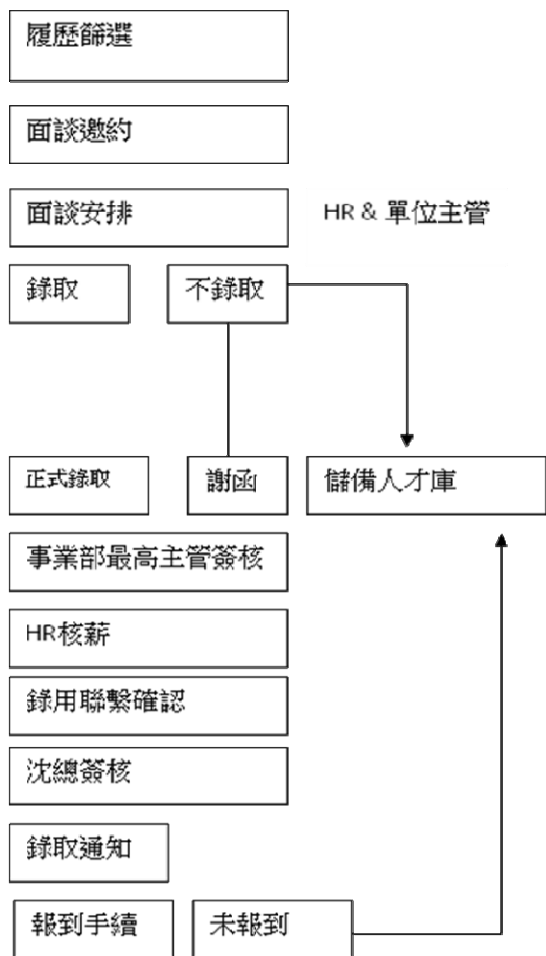 履歷篩選
面談邀約
面談安排
HR & 單位主管
錄取
不錄取
正式錄取
謝函
儲備人才庫
事業部最高主管簽核
HR核薪
錄用聯繫確認
沈總簽核
錄取通知
報到手續
未報到